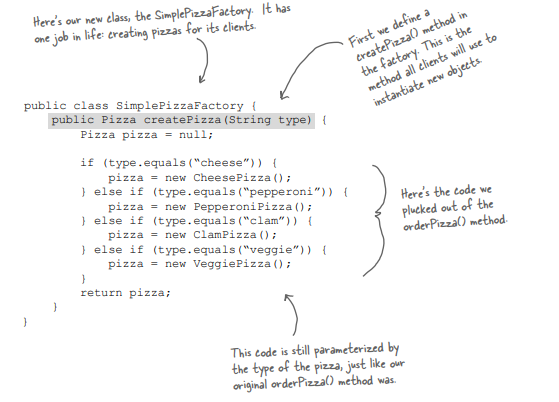 Here's our new class, the SimplePizzaFactory. It has
one job in life: creating pizzas for its clients.
First we define a
createPizza() method in
the factory. This is the
method all clients will use to
instantiate new objects.
public class SimplePizzaFactory {
public Pizza createPizza(String type) {
Pizza pizza = null;
if (type.equals(“cheese”)) {
pizza = new CheesePizza();
} else if (type.equals(“pepperoni”)) {
pizza = new PepperoniPizza();
} else if (type.equals(“clam”)) {
pizza = new ClamPizza();
} else if (type.equals(“veggie”)) {
pizza = new VeggiePizza();
}
return pizza;
}
}
Here's the code we
plucked out of the
orderPizza() method.
This code is still parameterized by
the type of the pizza, just like our
original orderPizza() method was.